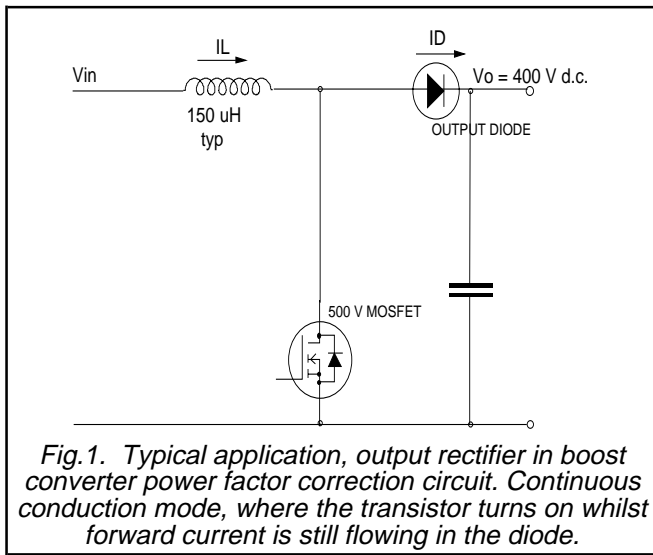 IL
ID
Vin
Vo = 400 V d.c.
150 uH
typ
OUTPUT DIODE
500 V MOSFET
Fig.1. Typical application, output rectifier in boost
converter power factor correction circuit. Continuous
conduction mode, where the transistor turns on whilst
forward current is still flowing in the diode.